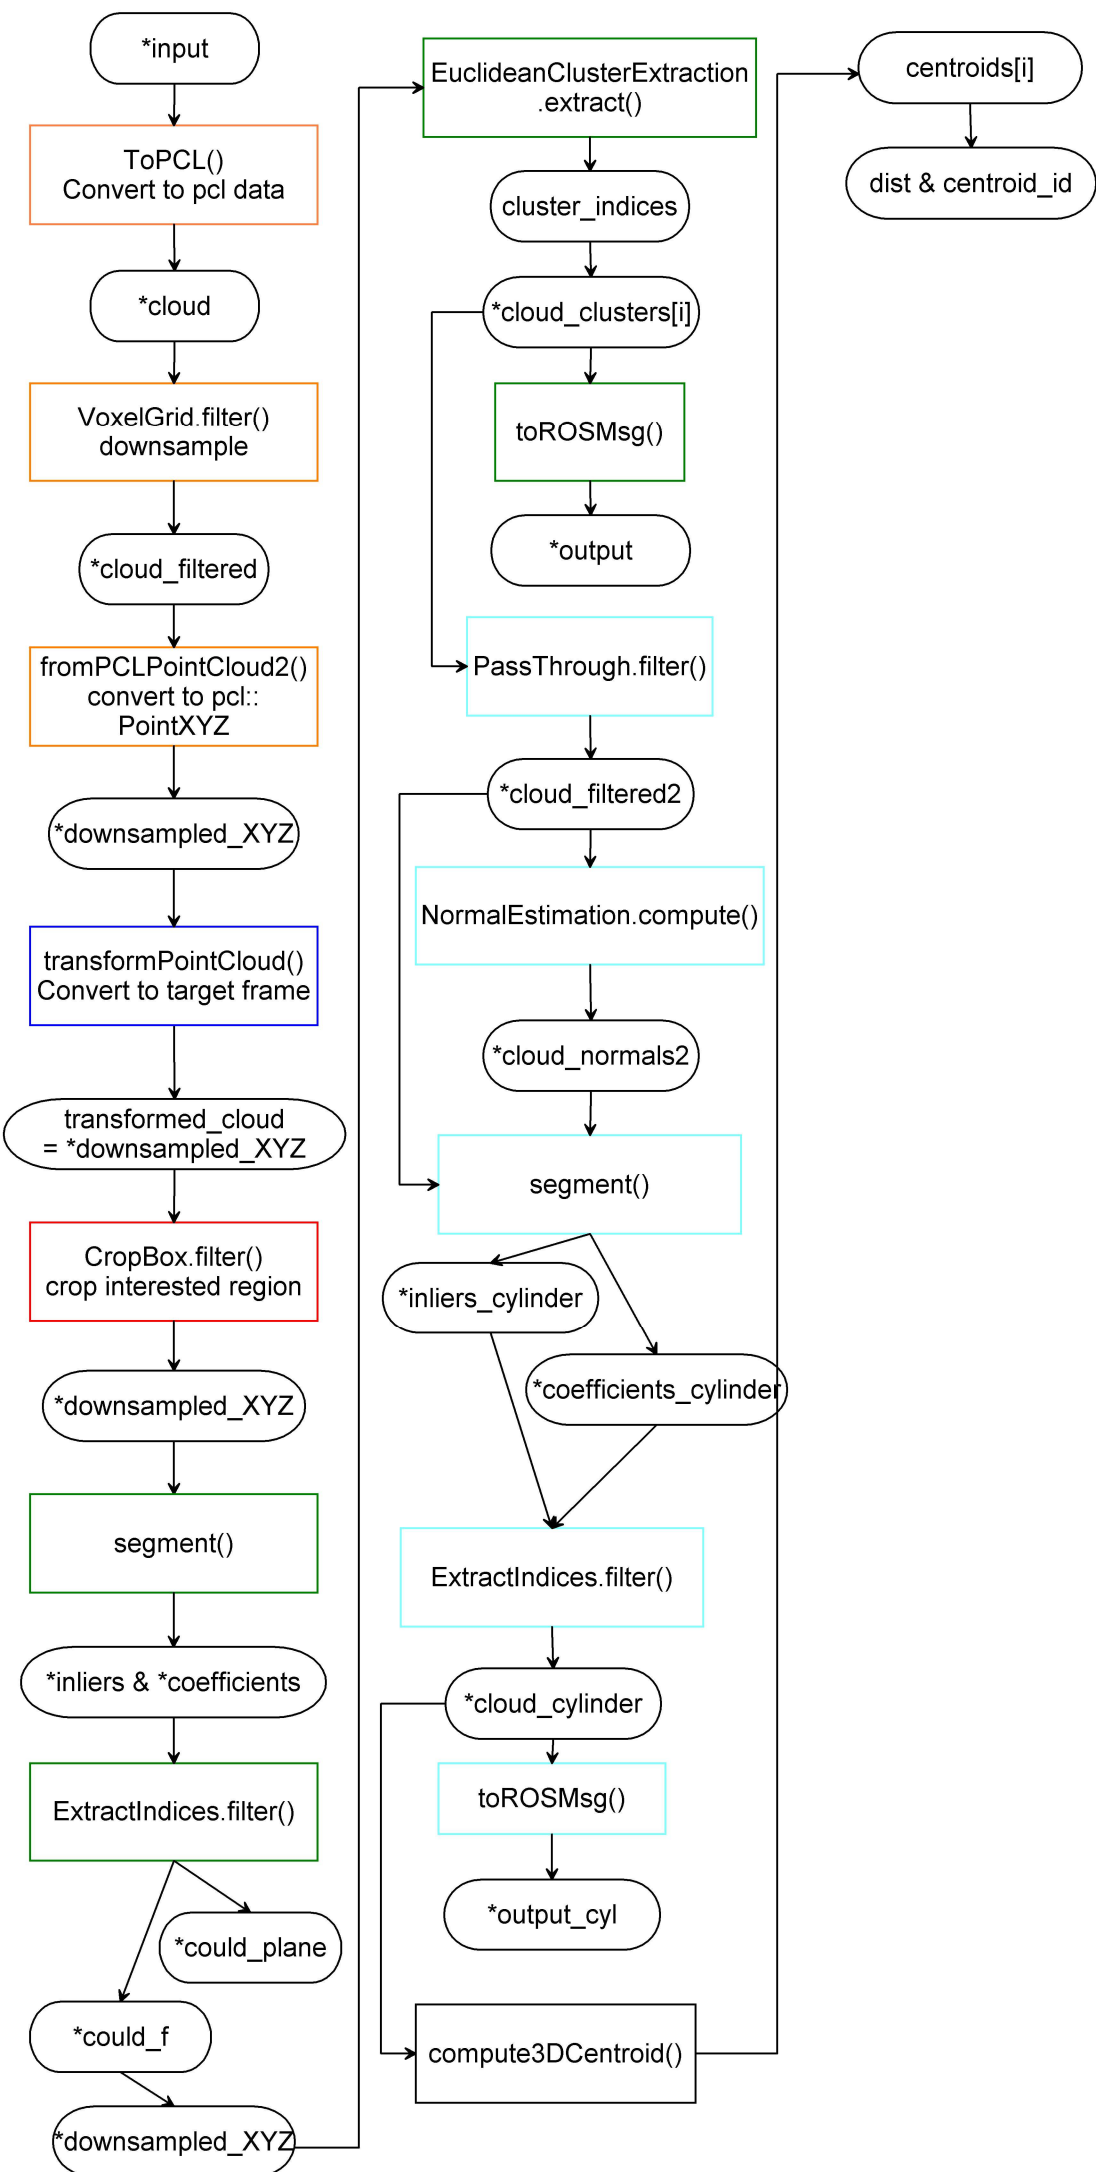 *input
ToPCL()
Convert to pcl data
*cloud
VoxelGrid.filter()
downsample
*cloud_filtered
fromPCLPointCloud2()
convert to pcl::
PointXYZ
*downsampled_XYZ
transformPointCloud()
Convert to target frame
transformed_cloud
= *downsampled_XYZ
CropBox.filter()
crop interested region
*downsampled_XYZ
segment()
*inliers & *coefficients
ExtractIndices.filter()
*could_plane
*could_f
*downsampled_XYZ
EuclideanClusterExtraction
.extract()
cluster_indices
*cloud_clusters[i]
toROSMsg()
*output
PassThrough.filter()
*cloud_filtered2
NormalEstimation.compute()
*cloud_normals2
segment()
*inliers_cylinder
*coefficients_cylinder
ExtractIndices.filter()
*cloud_cylinder
toROSMsg()
*output_cyl
compute3DCentroid()
centroids[i]
dist & centroid_id